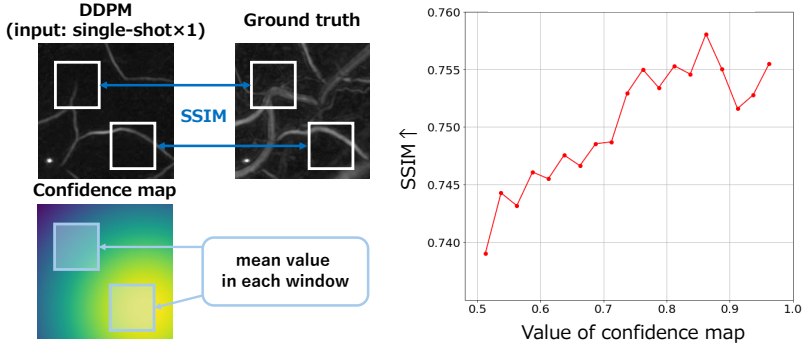 DDPM
(input: single-shot×1)
Ground truth
SSIM
Confidence map
mean value
in each window
SSIM ↑
0.760
0.755
0.750
0.745
0.740
0.5 0.6 0.7 0.8 0.9 1.0
Value of confidence map